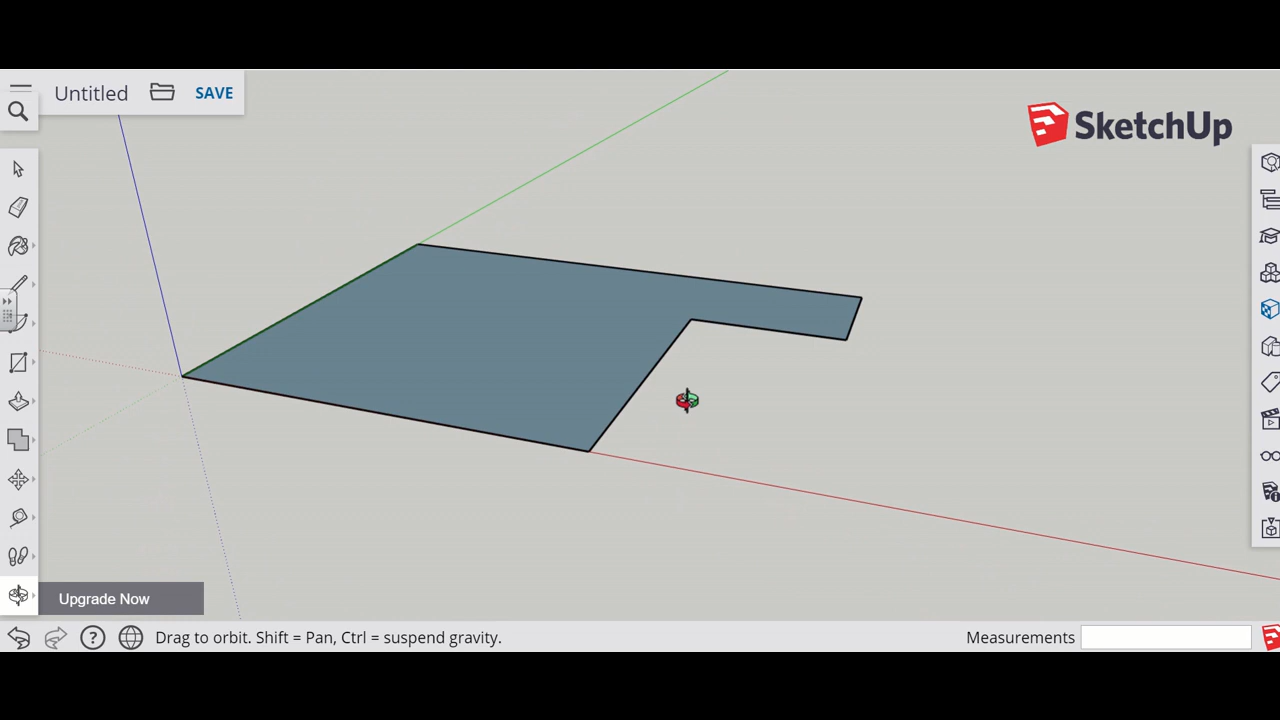 Untitled SAVE
SketchUp
Upgrade Now
Drag to orbit. Shift = Pan, Ctrl = suspend gravity.
Measurements